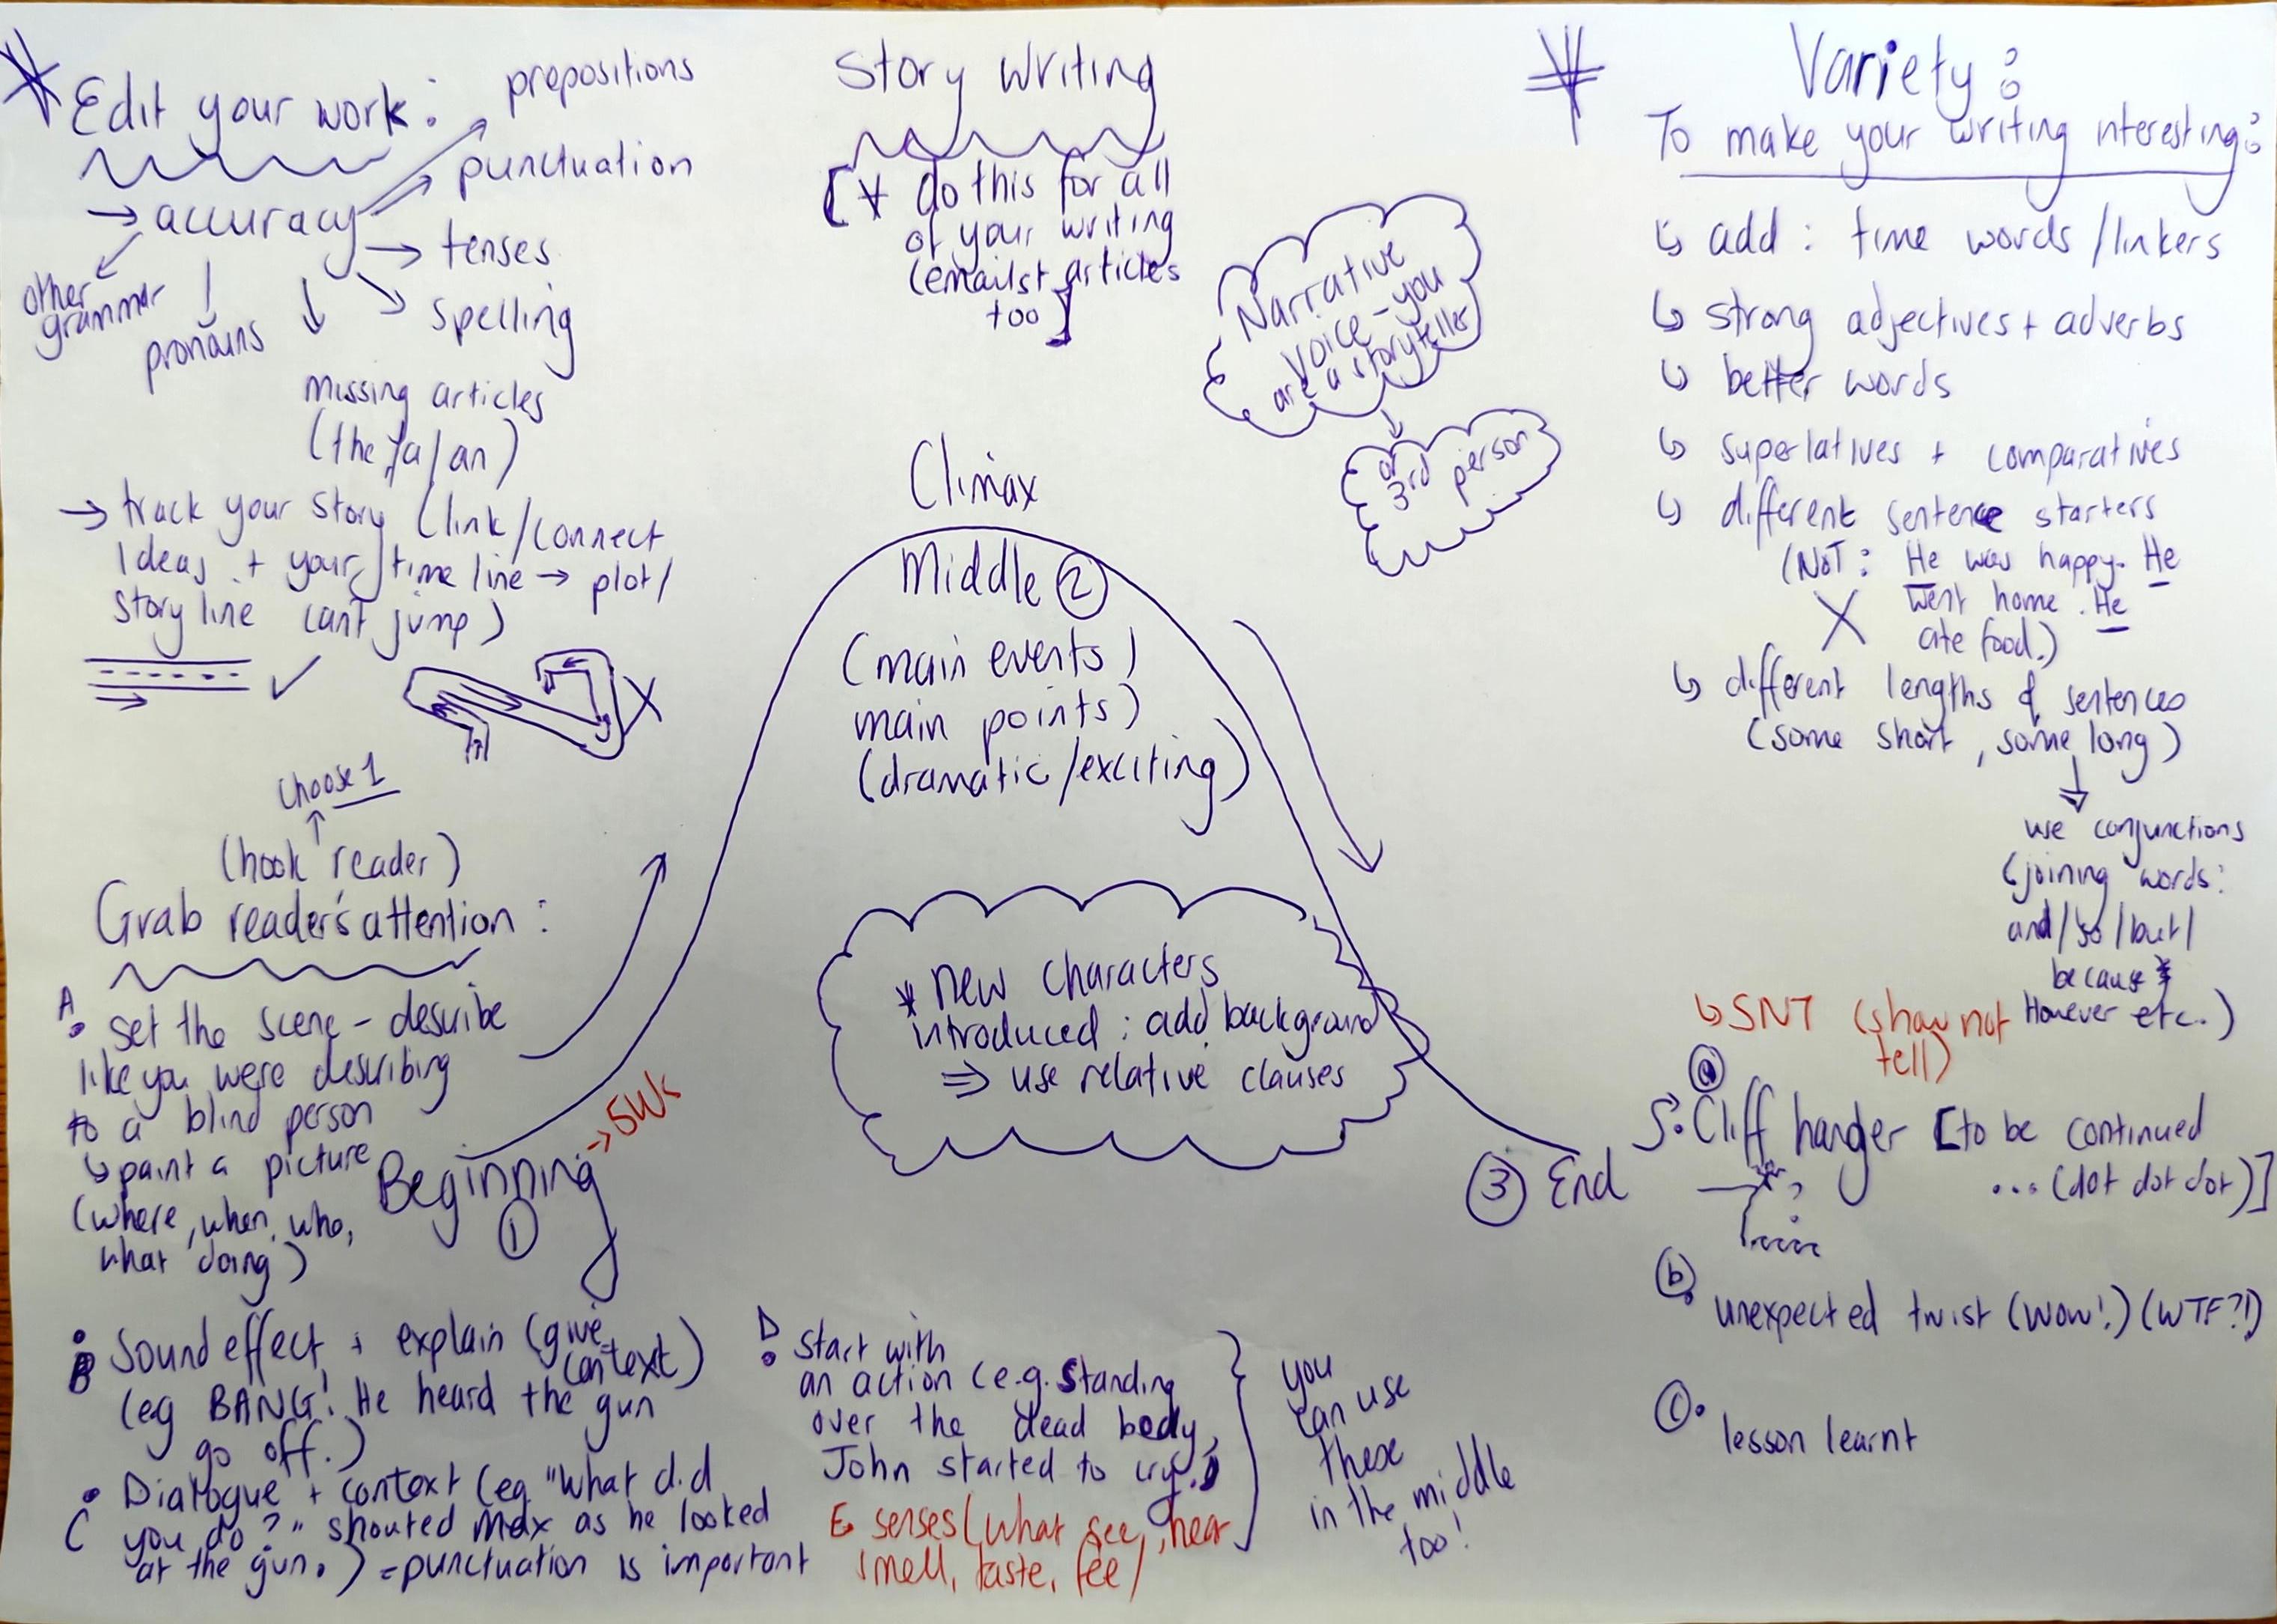 Story Writing
[* do this for all
of your writing
(emails + articles
too]
* Edit your work:
→ accuracy
prepositions
punctuation
tenses
spelling
missing articles
(the/a/an)
pronouns
other
grammar
→ track your story (link/connect
ideas + your time line → plot/
story line can't jump)
choose 1
(hook reader)
Grab reader's attention:
A
• set the scene - describe
like you were describing
to a blind person
↳ paint a picture
(where, when, who,
what doing)
• Sound effect + explain (give
context)
B
(eg BANG! He heard the gun
go off.)
• Dialogue + context (eg "What did
C you do?" shouted Max as he looked
at the gun.) = punctuation is important
D
• start with
an action (e.g. Standing
over the dead body,
John started to cry.)
E. senses (what see, hear
smell, taste, feel
you
can use
these
in the middle
too!
Beginning → 5Ws
1
Climax
Middle 2
(main events)
main points)
(dramatic/exciting)
* new characters
introduced: add background
⇒ use relative clauses
Narrative
voice - you
are a storyteller
or
3rd person
3 End
* Variety:
To make your writing interesting:
↳ add: time words/linkers
↳ strong adjectives + adverbs
↳ better words
↳ superlatives + comparatives
↳ different sentence starters
(NOT: He was happy. He
X went home. He
ate food.)
↳ different lengths of sentences
(some short, some long)
use conjunctions
(joining words:
and/so/but/
because
However etc.)
↳ SNT (show not
tell)
a
• Cliff hanger [to be continued
... (dot dot dot)]
b
• unexpected twist (Wow!) (WTF?!)
c • lesson learnt